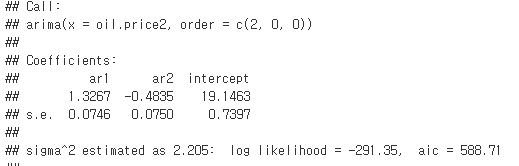 ## Call:
## arima(x = oil.price2, order = c(2, 0, 0))
##
## Coefficients:
##          ar1      ar2  intercept
##       1.3267  -0.4835    19.1463
## s.e.  0.0746   0.0750     0.7397
##
## sigma^2 estimated as 2.205:  log likelihood = -291.35,  aic = 588.71